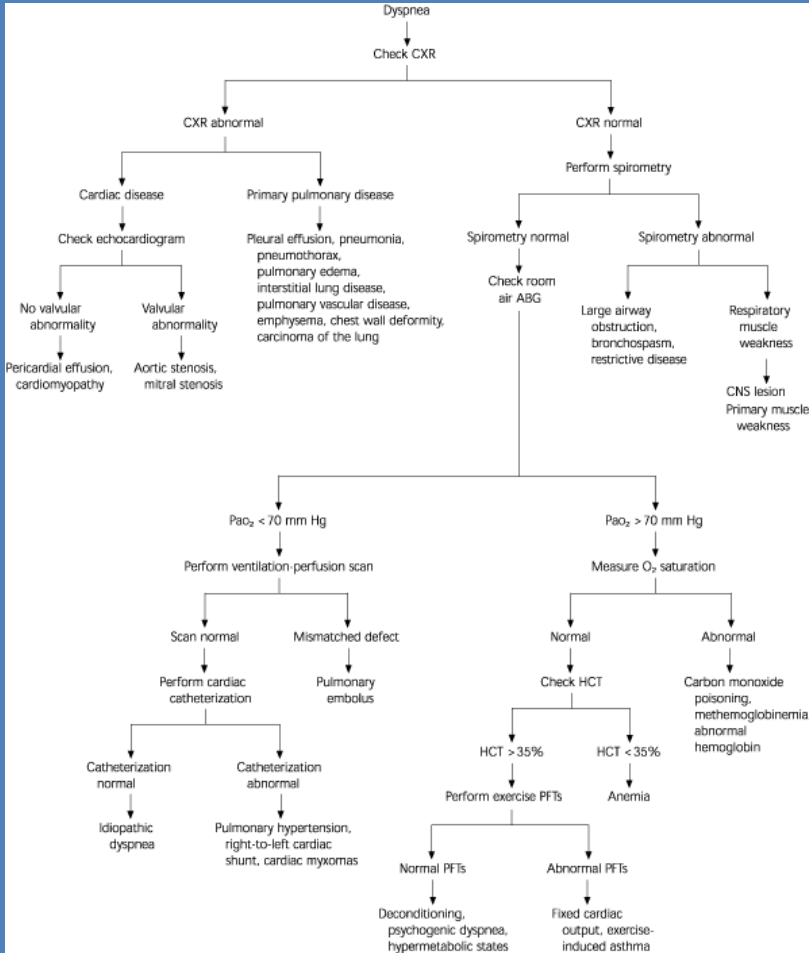 Dyspnea
Check CXR
CXR abnormal
CXR normal
Perform spirometry
Cardiac disease
Primary pulmonary disease
Check echocardiogram
Pleural effusion, pneumonia,
pneumothorax,
pulmonary edema,
interstitial lung disease,
pulmonary vascular disease,
emphysema, chest wall deformity,
carcinoma of the lung
Spirometry normal
Spirometry abnormal
Check room
air ABG
No valvular
abnormality
Valvular
abnormality
Large airway
obstruction,
bronchospasm,
restrictive disease
Respiratory
muscle
weakness
Pericardial effusion,
cardiomyopathy
Aortic stenosis,
mitral stenosis
CNS lesion
Primary muscle
weakness
Pao₂ <70 mm Hg
Pao₂ >70 mm Hg
Perform ventilation-perfusion scan
Measure O₂ saturation
Scan normal
Mismatched defect
Normal
Abnormal
Perform cardiac
catheterization
Pulmonary
embolus
Check HCT
Carbon monoxide
poisoning,
methemoglobinemia
abnormal
hemoglobin
Catheterization
normal
Catheterization
abnormal
HCT >35%
HCT <35%
Perform exercise PFTs
Anemia
Idiopathic
dyspnea
Pulmonary hypertension,
right-to-left cardiac
shunt, cardiac myxomas
Normal PFTs
Abnormal PFTs
Deconditioning,
psychogenic dyspnea,
hypermetabolic states
Fixed cardiac
output, exercise-
induced asthma